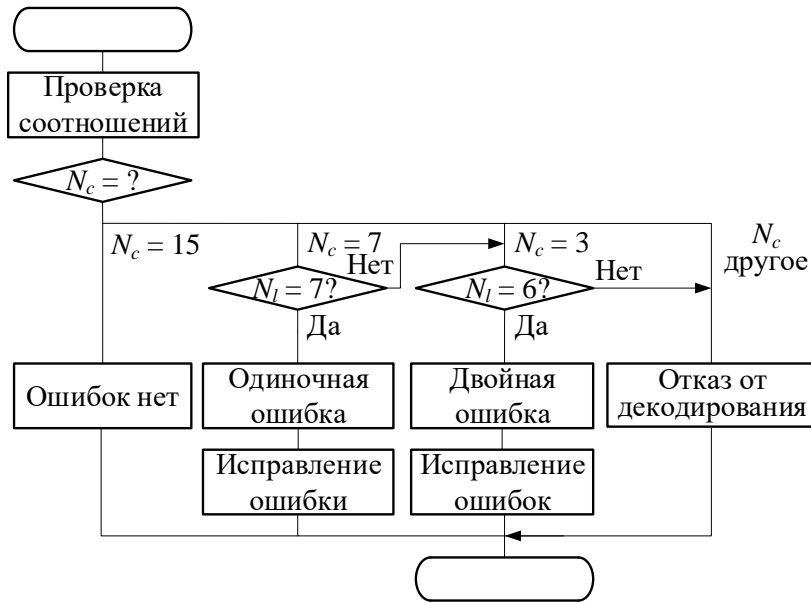 Проверка
соотношений
N_c = ?
N_c = 15
N_c = 7
N_c = 3
N_c
другое
Нет
Нет
N_l = 7?
N_l = 6?
Да
Да
Ошибок нет
Одиночная
ошибка
Двойная
ошибка
Отказ от
декодирования
Исправление
ошибки
Исправление
ошибок